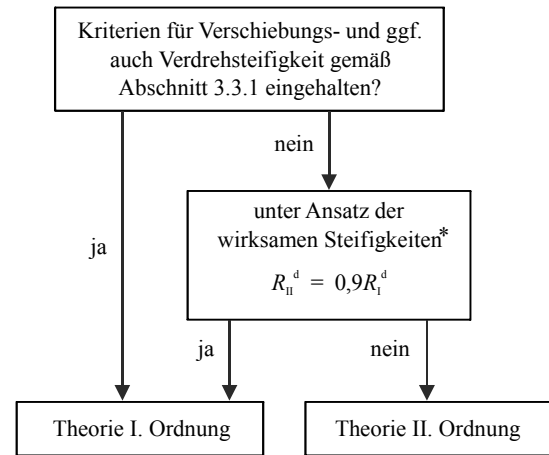 Kriterien für Verschiebungs- und ggf.
auch Verdrehsteifigkeit gemäß
Abschnitt 3.3.1 eingehalten?
nein
unter Ansatz der
wirksamen Steifigkeiten*
ja
R_II^d = 0,9R_I^d
ja
nein
Theorie I. Ordnung
Theorie II. Ordnung